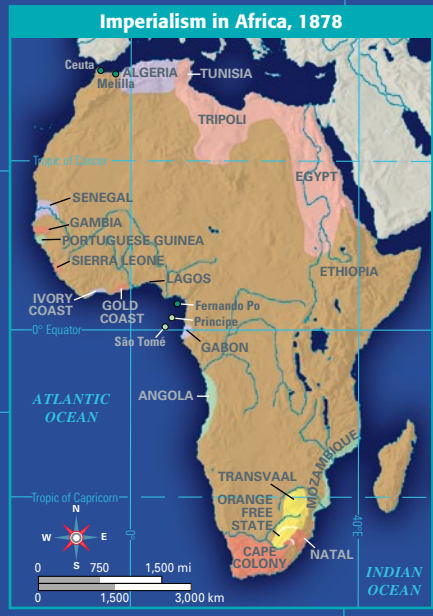 Imperialism in Africa, 1878
Ceuta
Melilla
ALGERIA
TUNISIA
TRIPOLI
Tropic of Cancer
EGYPT
SENEGAL
GAMBIA
PORTUGUESE GUINEA
SIERRA LEONE
ETHIOPIA
LAGOS
IVORY
COAST
GOLD
COAST
Fernando Po
Principe
0° Equator
São Tomé
GABON
ANGOLA
ATLANTIC
OCEAN
MOZAMBIQUE
TRANSVAAL
Tropic of Capricorn
ORANGE
FREE
STATE
N
W
E
S
0°
40°E
CAPE
COLONY
NATAL
0 750 1,500 mi
0 1,500 3,000 km
INDIAN
OCEAN